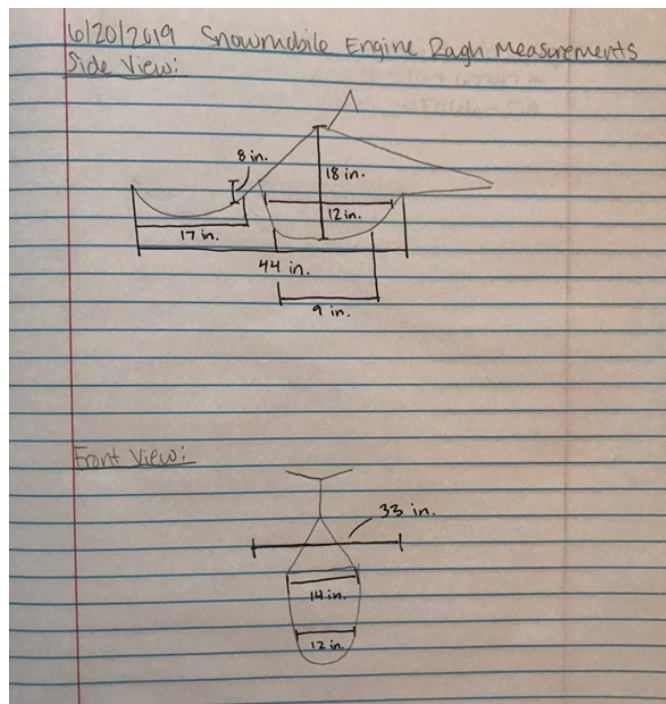 6/20/2019 Snowmobile Engine Rough Measurements
Side View:
8 in.
18 in.
12 in.
17 in.
44 in.
9 in.
Front View:
33 in.
14 in.
12 in.